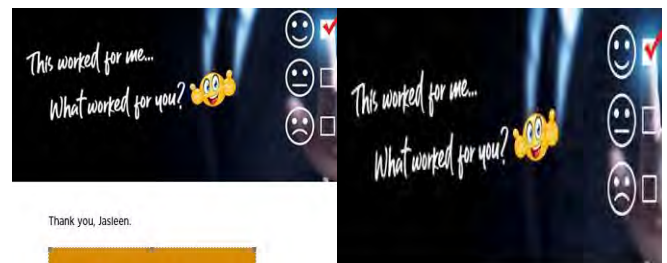 This worked for me...
What worked for you?
Thank you, Jasleen.
This worked for me...
What worked for you?